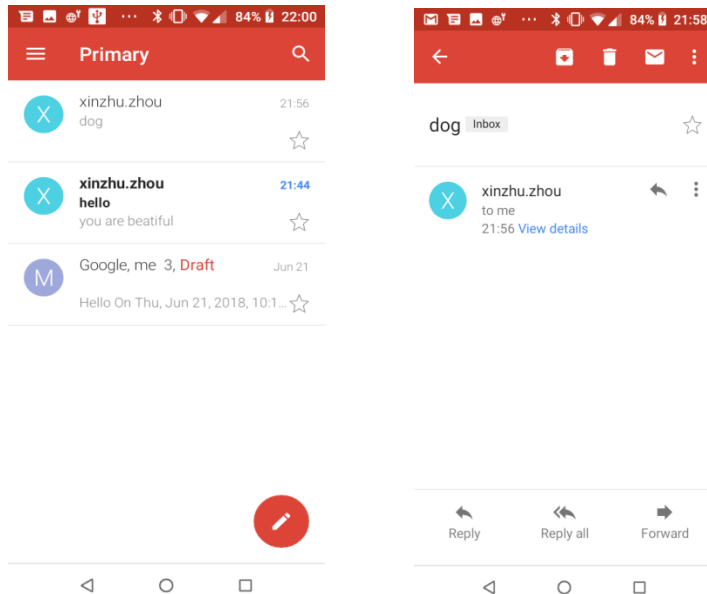 84% 22:00
Primary
X
xinzhu.zhou 21:56
dog
X
xinzhu.zhou 21:44
hello
you are beatiful
M
Google, me 3, Draft Jun 21
Hello On Thu, Jun 21, 2018, 10:1...
84% 21:58
dog Inbox
X
xinzhu.zhou
to me
21:56 View details
Reply Reply all Forward